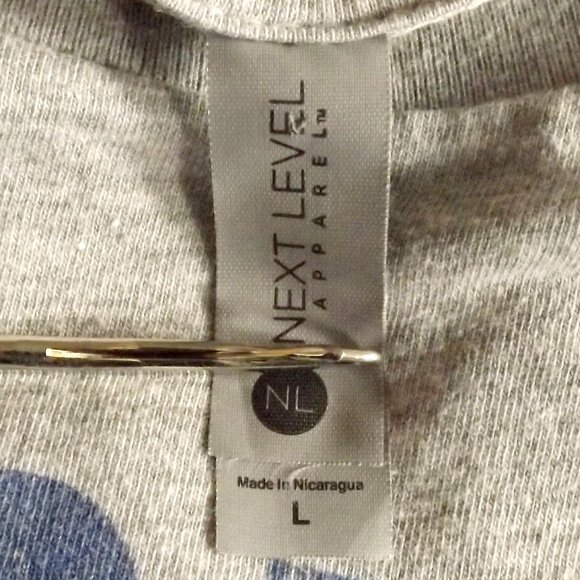 NEXT LEVEL
APPAREL™
NL
Made In Nicaragua
L